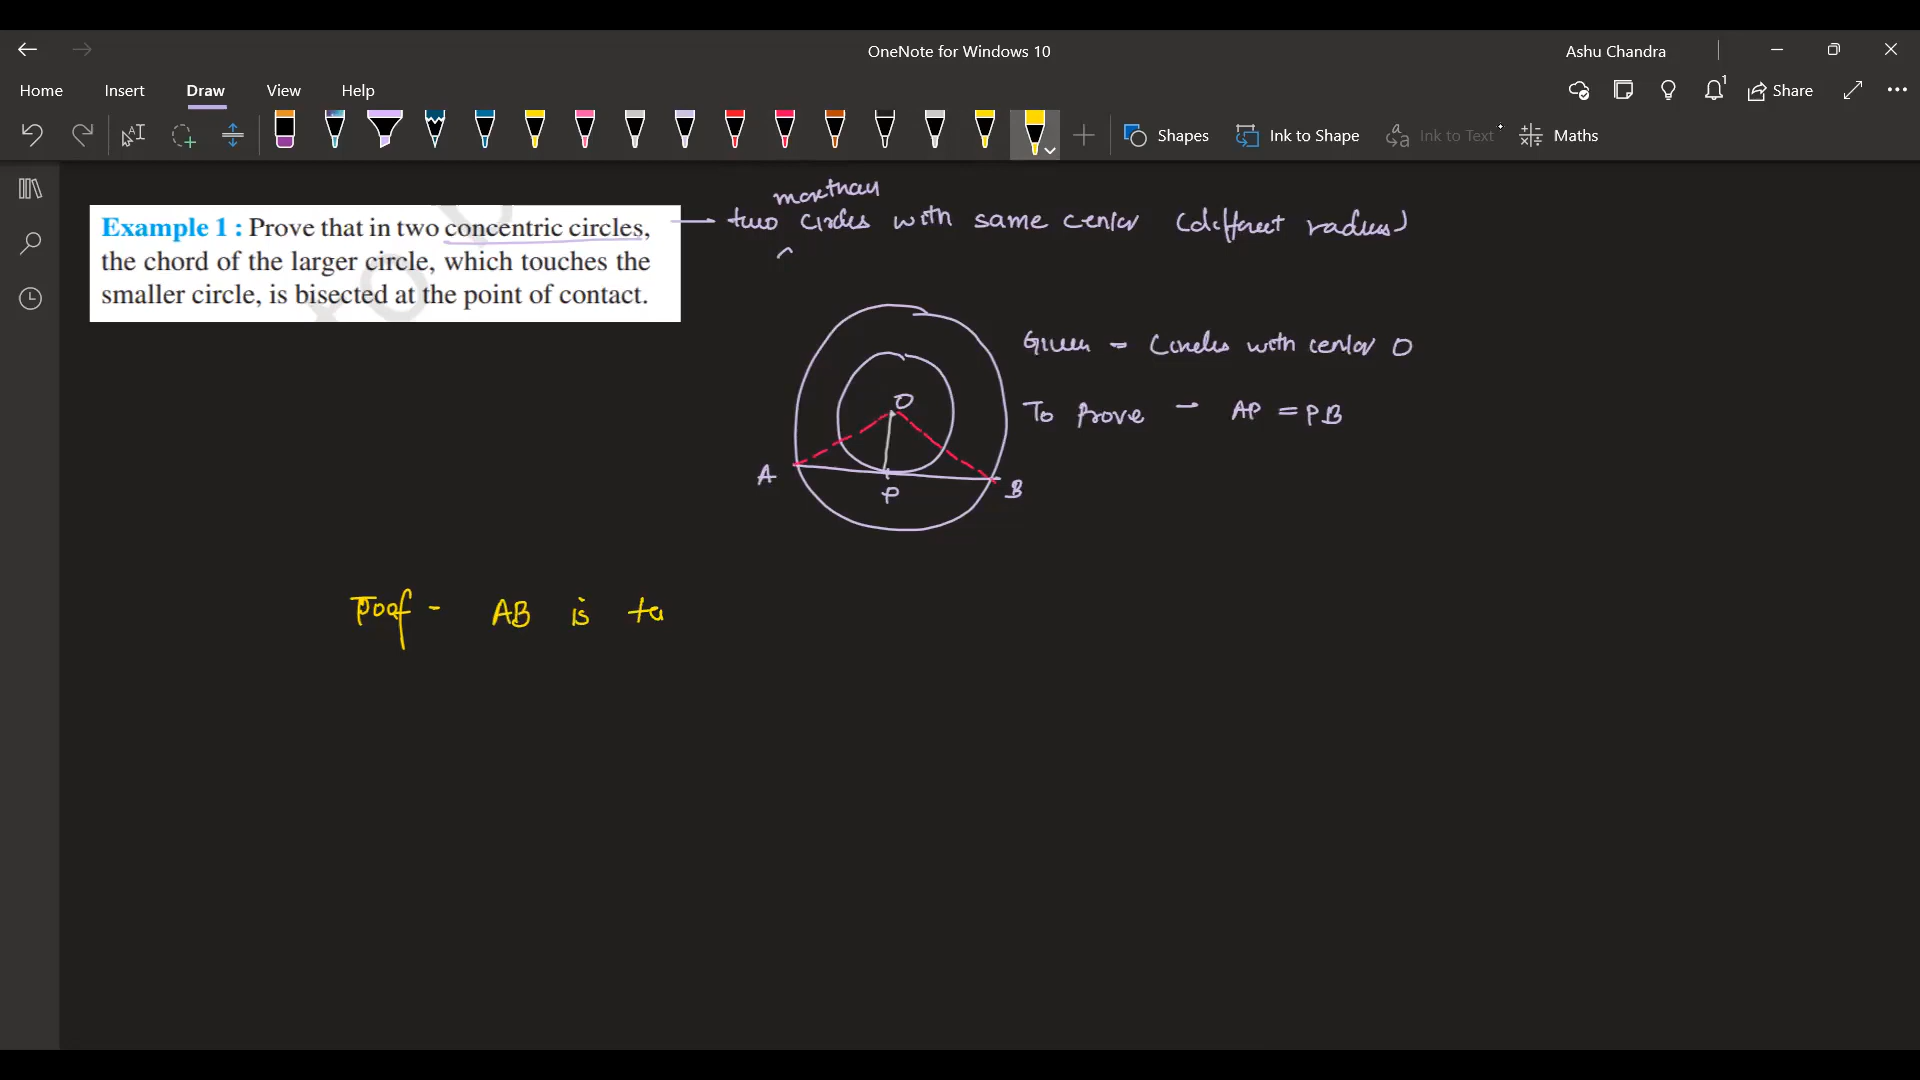 OneNote for Windows 10
Ashu Chandra
Home Insert Draw View Help
1
Share
Shapes Ink to Shape Ink to Text Maths
more than
Example 1 : Prove that in two concentric circles,
the chord of the larger circle, which touches the
smaller circle, is bisected at the point of contact.
two circles with same center (different radius)
Given - Circles with center O
To Prove - AP = PB
O
A
P
B
Proof - AB is ta